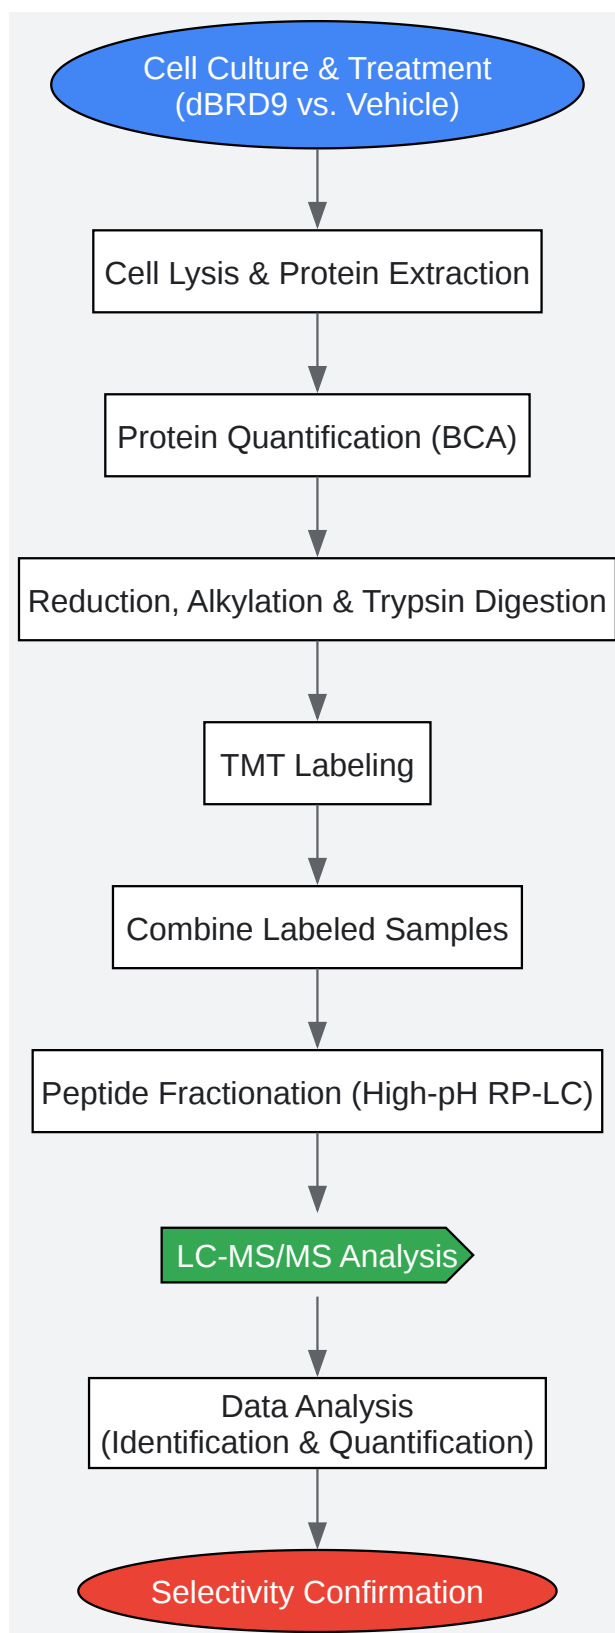 Cell Culture & Treatment
(dBRD9 vs. Vehicle)
Cell Lysis & Protein Extraction
Protein Quantification (BCA)
Reduction, Alkylation & Trypsin Digestion
TMT Labeling
Combine Labeled Samples
Peptide Fractionation (High-pH RP-LC)
LC-MS/MS Analysis
Data Analysis
(Identification & Quantification)
Selectivity Confirmation